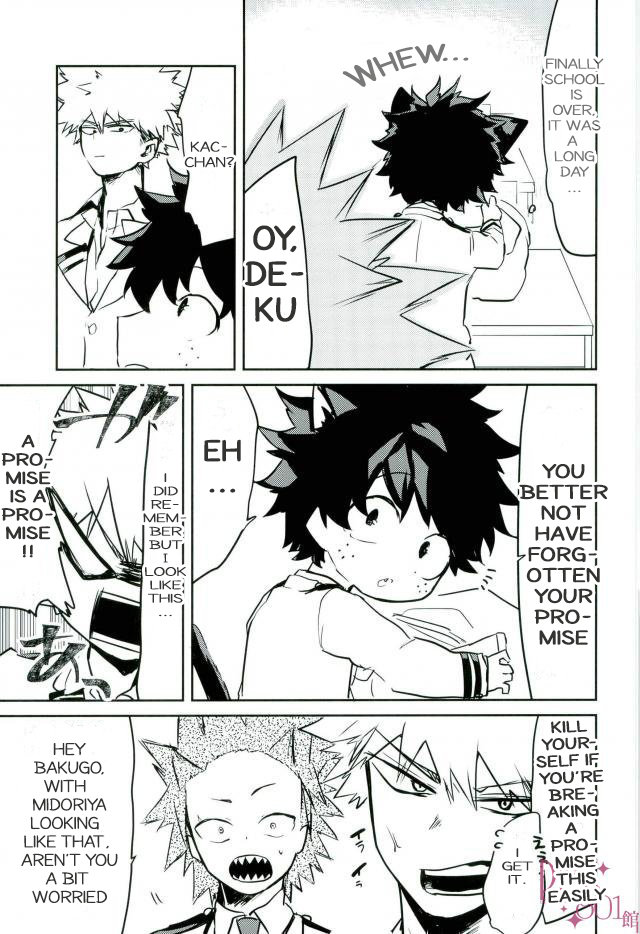 FINALLY
SCHOOL
IS
OVER,
IT WAS
A
LONG
DAY
...
WHEW...
OY,
DE-
KU
KAC-
CHAN?
YOU
BETTER
NOT
HAVE
FORG-
OTTEN
YOUR
PRO-
MISE
EH
...
I
DID
RE-
MEM-
BER
BUT
I
LOOK
LIKE
THIS
...
A
PRO-
MISE
IS A
PRO-
MISE
!!
KILL
YOUR-
SELF IF
YOU'RE
BRE-
AKING
A
PRO-
MISE
THIS
EASILY
I
GET
IT.
HEY
BAKUGO,
WITH
MIDORIYA
LOOKING
LIKE THAT,
AREN'T YOU
A BIT
WORRIED